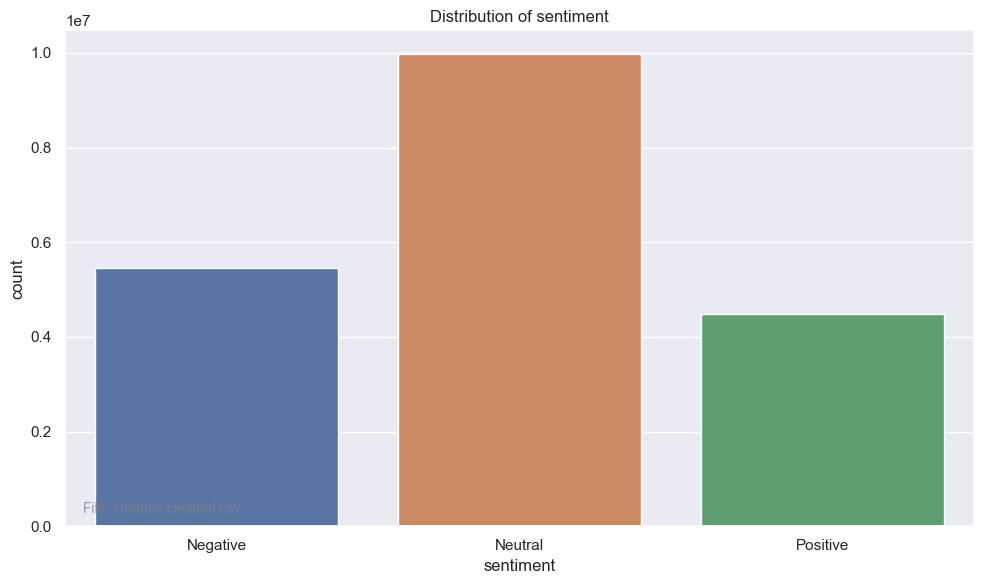 Distribution of sentiment
1e7
1.0
0.8
0.6
0.4
0.2
0.0
count
File: streams-cleaned.csv
Negative
Neutral
Positive
sentiment